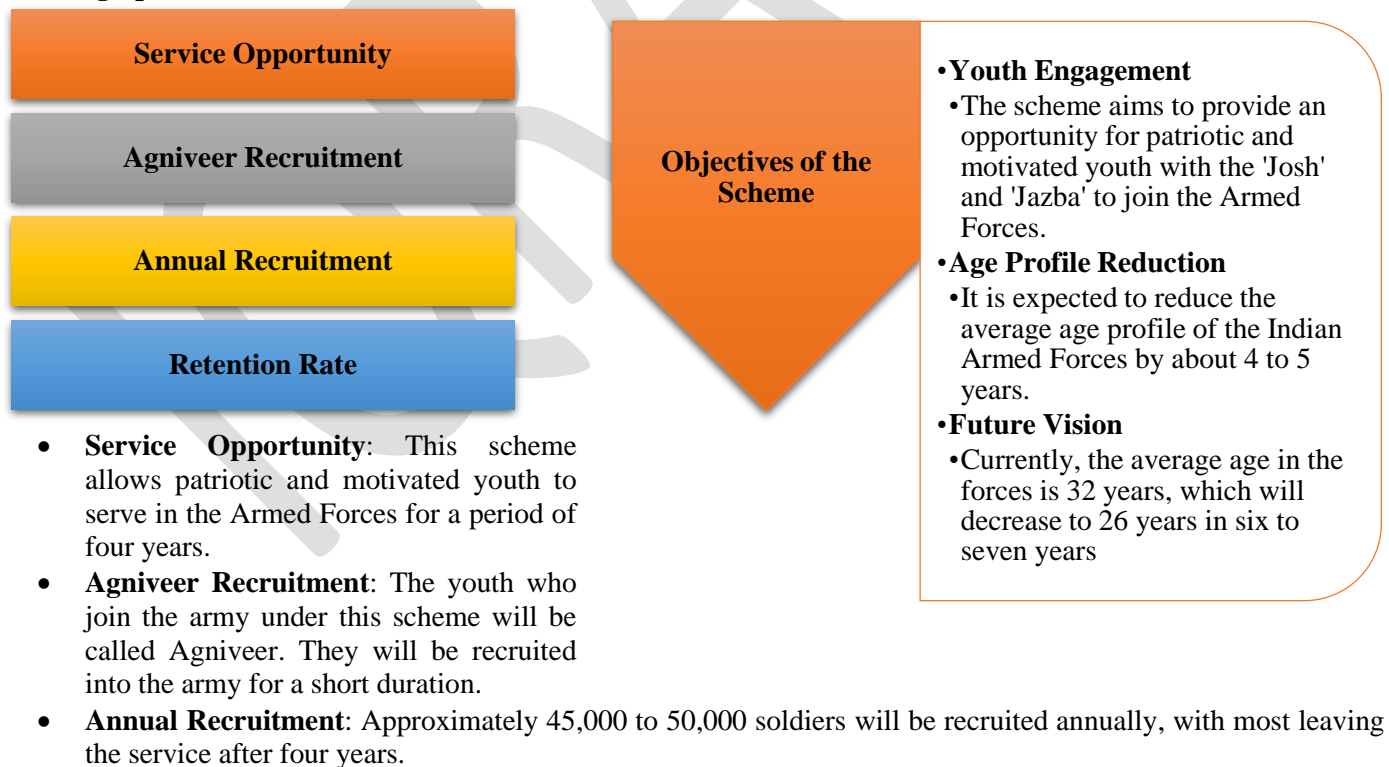 Service Opportunity
Agniveer Recruitment
Annual Recruitment
Retention Rate
Objectives of the
Scheme
•Youth Engagement
•The scheme aims to provide an
opportunity for patriotic and
motivated youth with the 'Josh'
and 'Jazba' to join the Armed
Forces.
•Age Profile Reduction
•It is expected to reduce the
average age profile of the Indian
Armed Forces by about 4 to 5
years.
•Future Vision
•Currently, the average age in the
forces is 32 years, which will
decrease to 26 years in six to
seven years
• Service Opportunity: This scheme
allows patriotic and motivated youth to
serve in the Armed Forces for a period of
four years.
• Agniveer Recruitment: The youth who
join the army under this scheme will be
called Agniveer. They will be recruited
into the army for a short duration.
• Annual Recruitment: Approximately 45,000 to 50,000 soldiers will be recruited annually, with most leaving
the service after four years.